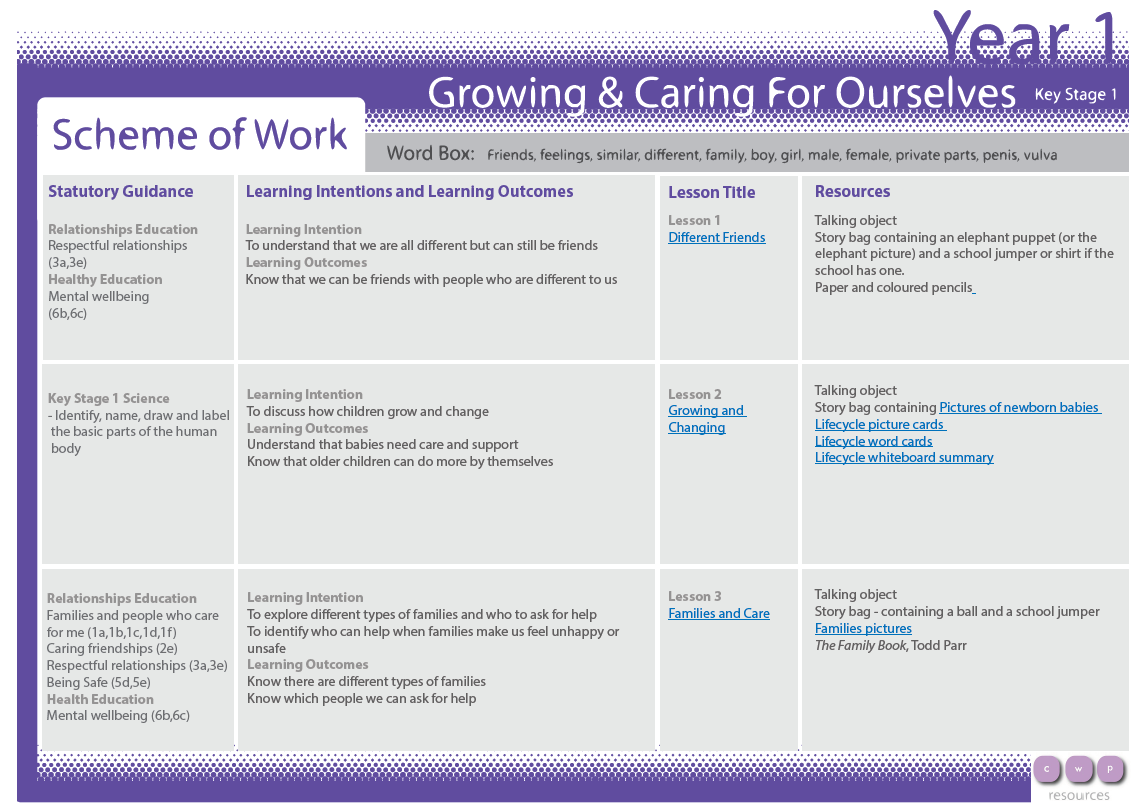 Year 1
Growing & Caring For Ourselves Key Stage 1
Scheme of Work
Word Box: Friends, feelings, similar, different, family, boy, girl, male, female, private parts, penis, vulva
Statutory Guidance
Learning Intentions and Learning Outcomes
Lesson Title
Resources
Relationships Education
Respectful relationships
(3a,3e)
Healthy Education
Mental wellbeing
(6b,6c)
Learning Intention
To understand that we are all different but can still be friends
Learning Outcomes
Know that we can be friends with people who are different to us
Lesson 1
Different Friends
Talking object
Story bag containing an elephant puppet (or the
elephant picture) and a school jumper or shirt if the
school has one.
Paper and coloured pencils
Key Stage 1 Science
- Identify, name, draw and label
the basic parts of the human
body
Learning Intention
To discuss how children grow and change
Learning Outcomes
Understand that babies need care and support
Know that older children can do more by themselves
Lesson 2
Growing and
Changing
Talking object
Story bag containing Pictures of newborn babies
Lifecycle picture cards
Lifecycle word cards
Lifecycle whiteboard summary
Relationships Education
Families and people who care
for me (1a,1b,1c,1d,1f)
Caring friendships (2e)
Respectful relationships (3a,3e)
Being Safe (5d,5e)
Health Education
Mental wellbeing (6b,6c)
Learning Intention
To explore different types of families and who to ask for help
To identify who can help when families make us feel unhappy or
unsafe
Learning Outcomes
Know there are different types of families
Know which people we can ask for help
Lesson 3
Families and Care
Talking object
Story bag - containing a ball and a school jumper
Families pictures
The Family Book, Todd Parr
c w p
resources